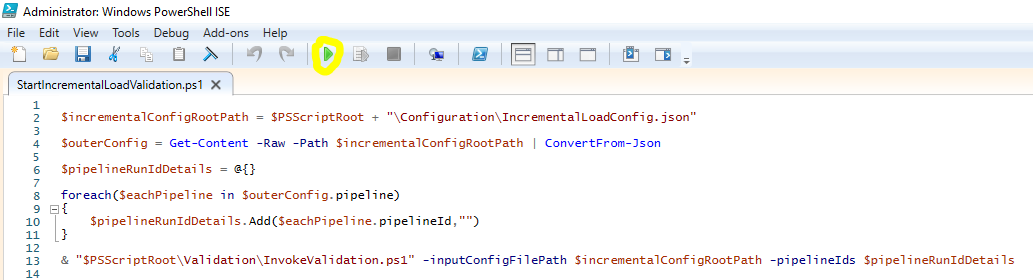 Administrator: Windows PowerShell ISE
File Edit View Tools Debug Add-ons Help
StartIncrementalLoadValidation.ps1
1
2 $incrementalConfigRootPath = $PSScriptRoot + "\Configuration\IncrementalLoadConfig.json"
3
4 $outerConfig = Get-Content -Raw -Path $incrementalConfigRootPath | ConvertFrom-Json
5
6 $pipelineRunIdDetails = @{}
7
8 foreach($eachPipeline in $outerConfig.pipeline)
9 {
10 $pipelineRunIdDetails.Add($eachPipeline.pipelineId,"")
11 }
12
13 & "$PSScriptRoot\Validation\InvokeValidation.ps1" -inputConfigFilePath $incrementalConfigRootPath -pipelineIds $pipelineRunIdDetails
14